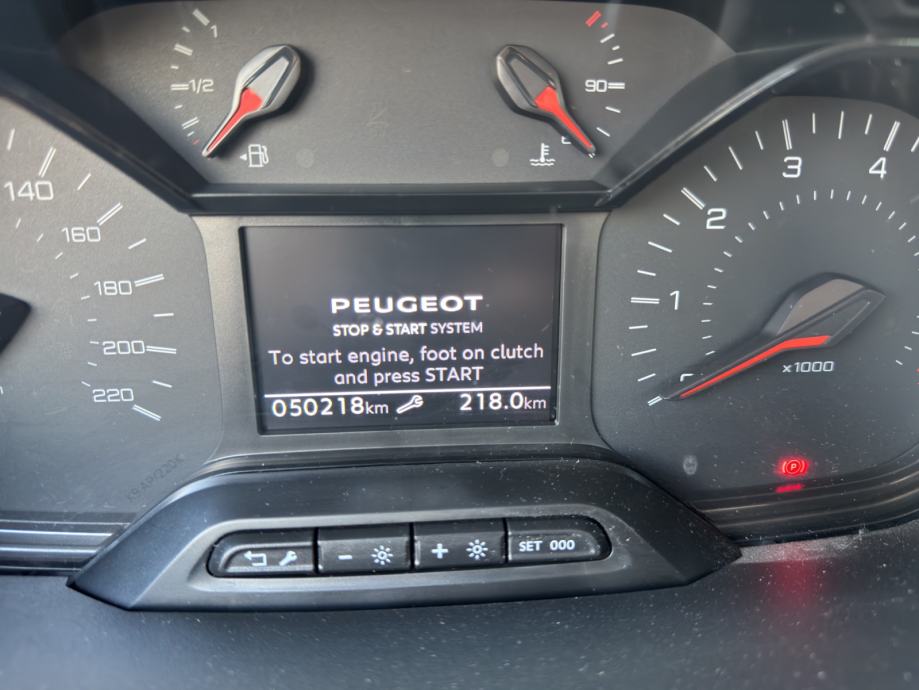 1
1/2
90
140
160
180
200
220
PEUGEOT
STOP & START SYSTEM
To start engine, foot on clutch
and press START
050218km 218.0km
1
2
3
4
x1000
P
SET 000